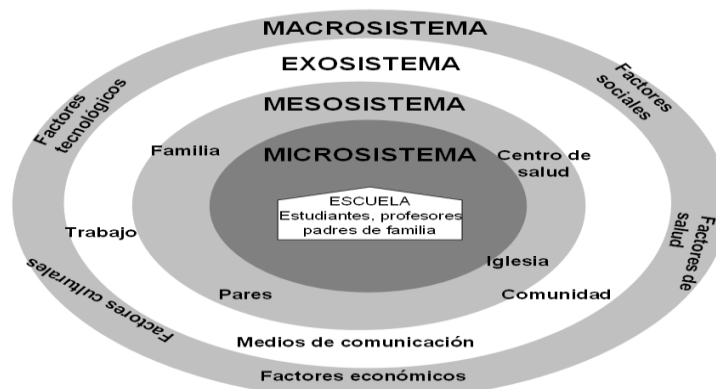 MACROSISTEMA
EXOSISTEMA
MESOSISTEMA
MICROSISTEMA
Factores
tecnológicos
Factores
sociales
Familia
Centro de
salud
ESCUELA
Estudiantes, profesores
padres de familia
Trabajo
Iglesia
Factores de
salud
Pares
Comunidad
Factores culturales
Medios de comunicación
Factores económicos